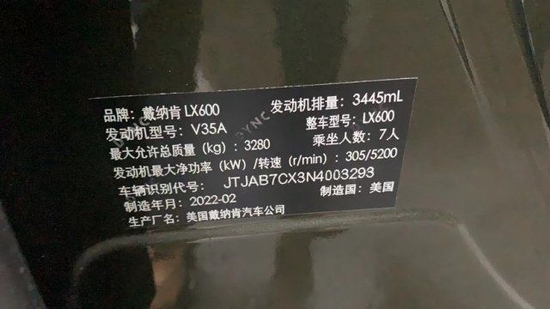 品牌：戴纳肯 LX600 发动机排量：3445mL
发动机型号：V35A 整车型号：LX600
最大允许总质量（kg）：3280 乘坐人数：7人
发动机最大净功率（kW）/转速（r/min）：305/5200
车辆识别代号：JTJAB7CX3N4003293
制造年月：2022-02 制造国：美国
生产厂名：美国戴纳肯汽车公司